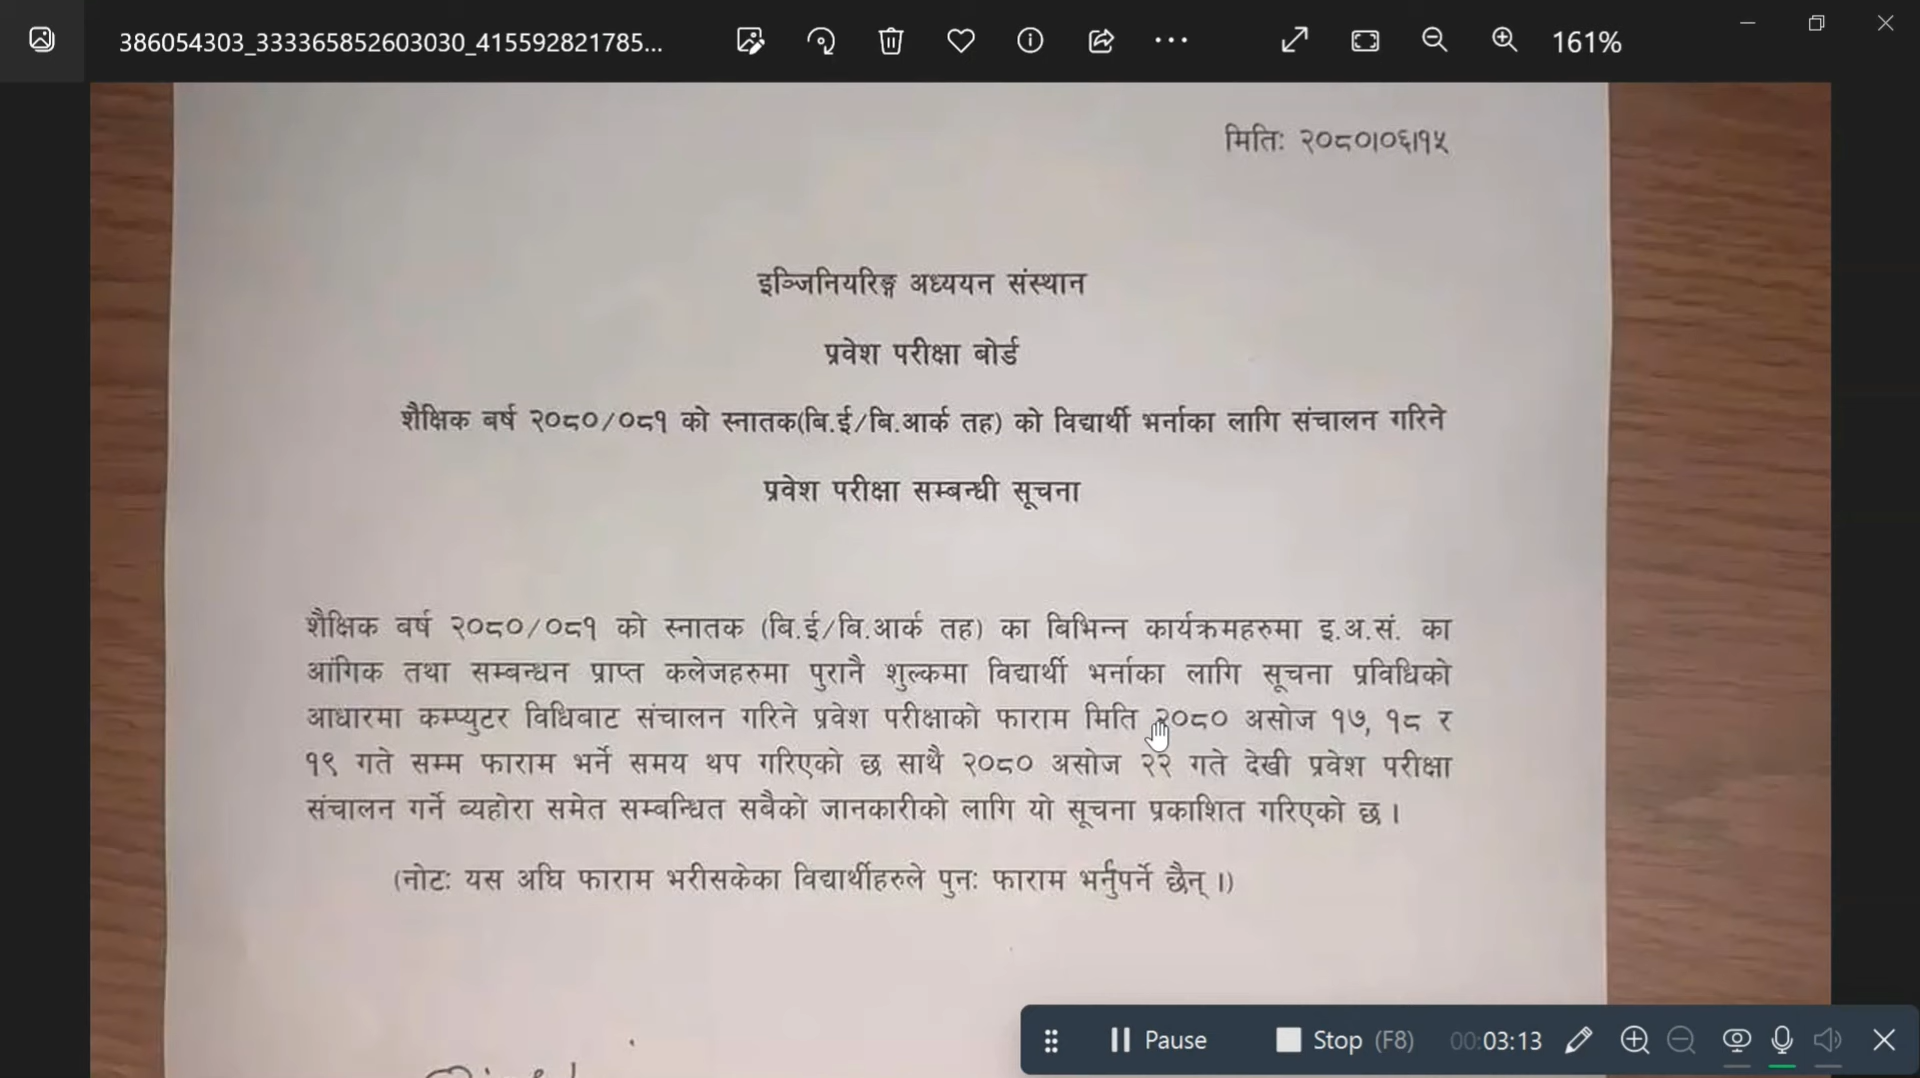 386054303_333365852603030_415592821785...
161%
मिति: २०८०।०६।१५
इञ्जिनियरिङ्ग अध्ययन संस्थान
प्रवेश परीक्षा बोर्ड
शैक्षिक बर्ष २०८०/०८१ को स्नातक(बि.ई/बि.आर्क तह) को विद्यार्थी भर्नाका लागि संचालन गरिने
प्रवेश परीक्षा सम्बन्धी सूचना
शैक्षिक बर्ष २०८०/०८१ को स्नातक (बि.ई/बि.आर्क तह) का बिभिन्न कार्यक्रमहरुमा इ.अ.सं. का
आंगिक तथा सम्बन्धन प्राप्त कलेजहरुमा पुरानै शुल्कमा विद्यार्थी भर्नाका लागि सूचना प्रविधिको
आधारमा कम्प्युटर विधिबाट संचालन गरिने प्रवेश परीक्षाको फाराम मिति २०८० असोज १७, १८ र
१९ गते सम्म फाराम भर्ने समय थप गरिएको छ साथै २०८० असोज २२ गते देखी प्रवेश परीक्षा
संचालन गर्ने व्यहोरा समेत सम्बन्धित सबैको जानकारीको लागि यो सूचना प्रकाशित गरिएको छ ।
(नोट: यस अघि फाराम भरीसकेका विद्यार्थीहरुले पुन: फाराम भर्नुपर्ने छैन् ।)
Pause
Stop (F8)
00:03:13